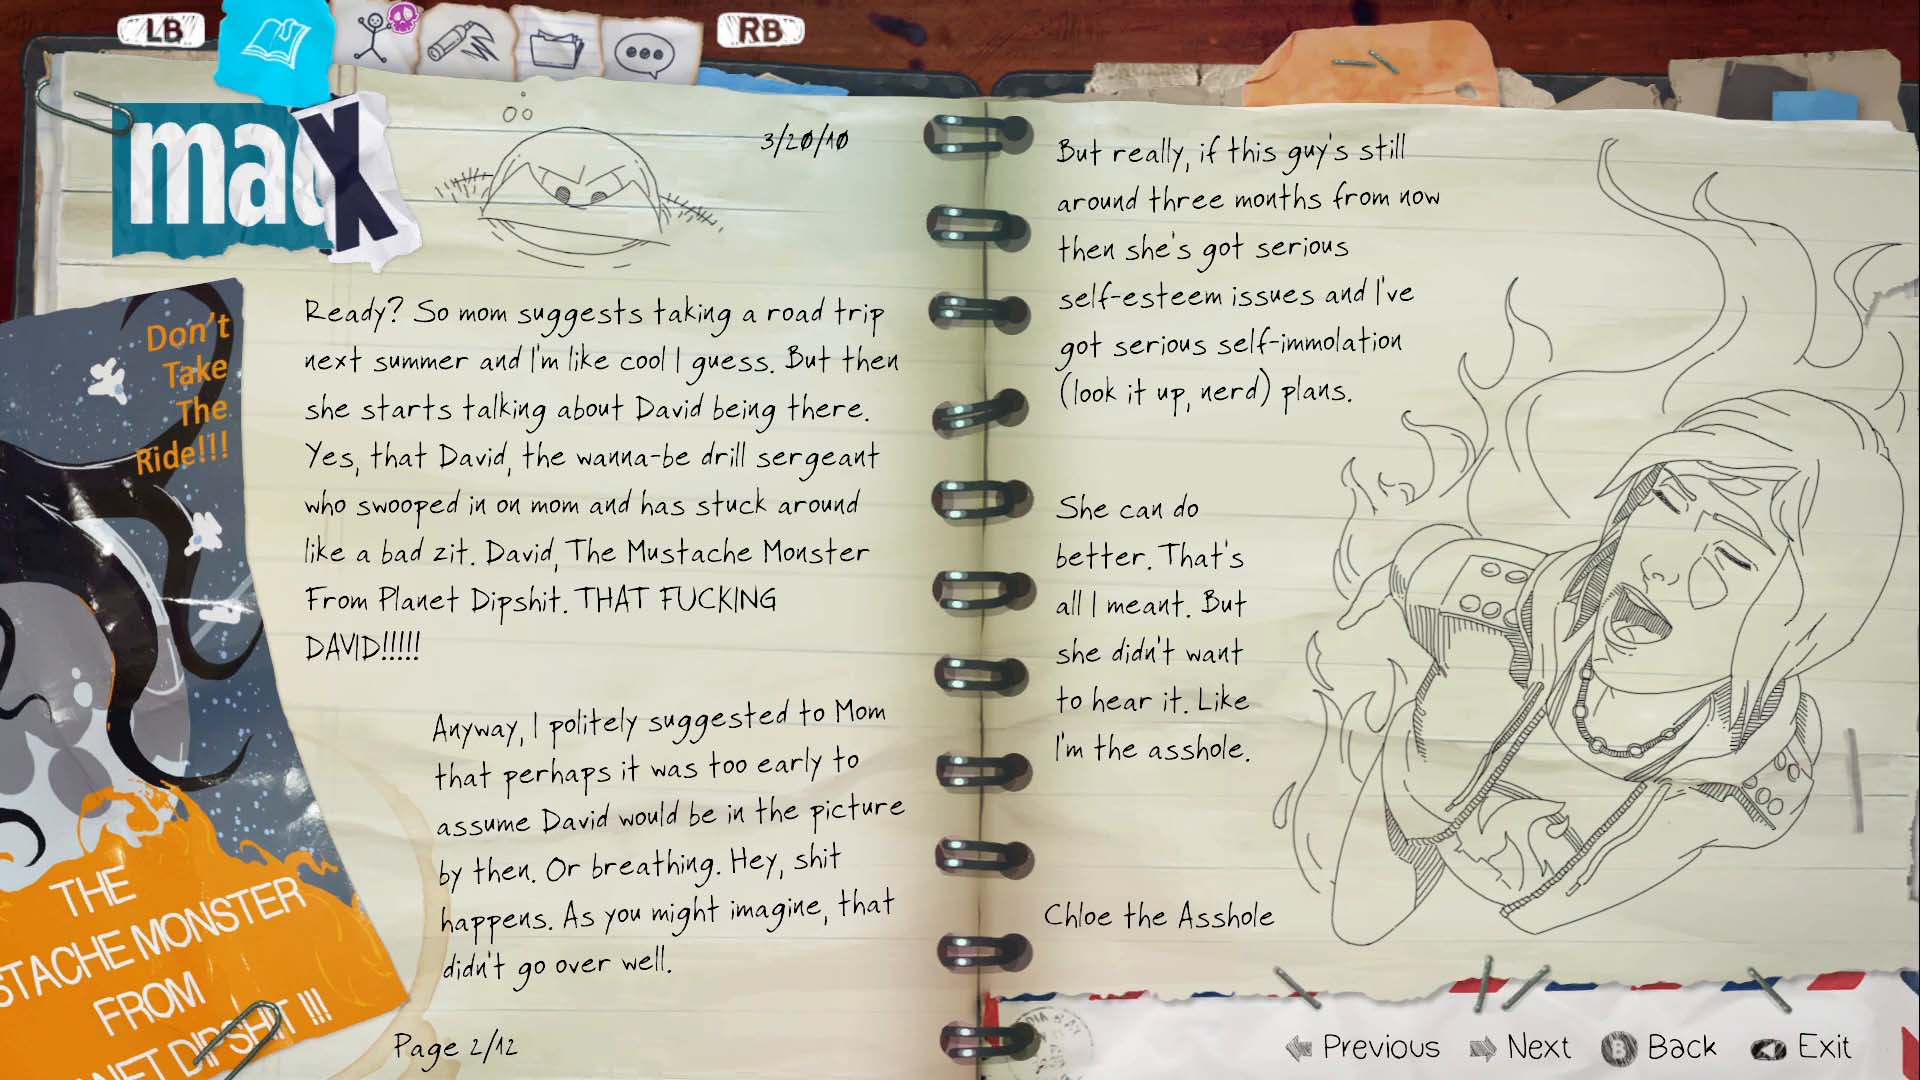 LB
RB
madX
3/20/10
Ready? So mom suggests taking a road trip
next summer and I'm like cool I guess. But then
she starts talking about David being there.
Yes, that David, the wanna-be drill sergeant
who swooped in on mom and has stuck around
like a bad zit. David, The Mustache Monster
From Planet Dipshit. THAT FUCKING
DAVID!!!!!
Anyway, I politely suggested to Mom
that perhaps it was too early to
assume David would be in the picture
by then. Or breathing. Hey, shit
happens. As you might imagine, that
didn't go over well.
Page 2/12
Don't
Take
The
Ride!!!
THE
STACHE MONSTER
FROM
NET DIPSHIT !!!
But really, if this guy's still
around three months from now
then she's got serious
self-esteem issues and I've
got serious self-immolation
(look it up, nerd) plans.
She can do
better. That's
all I meant. But
she didn't want
to hear it. Like
I'm the asshole.
Chloe the Asshole
Previous
Next
B Back
Exit